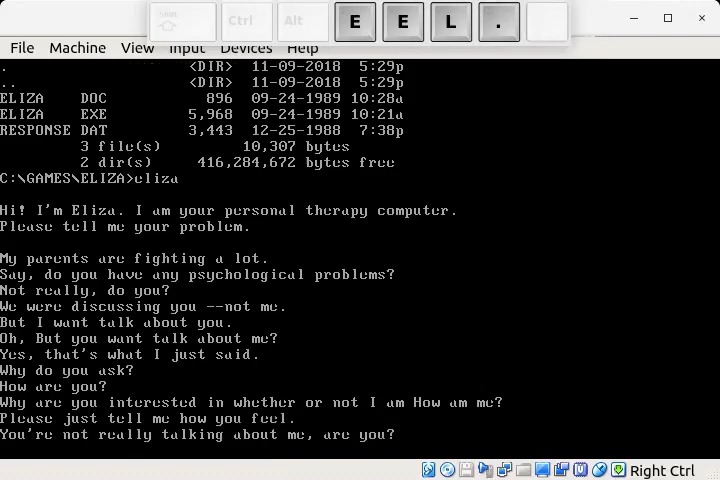 Shift Ctrl Alt E E L .
File Machine View Input Devices Help
. <DIR> 11-09-2018 5:29p
.. <DIR> 11-09-2018 5:29p
ELIZA DOC 896 09-24-1989 10:28a
ELIZA EXE 5,968 09-24-1989 10:21a
RESPONSE DAT 3,443 12-25-1988 7:38p
3 file(s) 10,307 bytes
2 dir(s) 416,284,672 bytes free
C:\GAMES\ELIZA>eliza
Hi! I'm Eliza. I am your personal therapy computer.
Please tell me your problem.
My parents are fighting a lot.
Say, do you have any psychological problems?
Not really, do you?
We were discussing you --not me.
But I want talk about you.
Oh, But you want talk about me?
Yes, that's what I just said.
Why do you ask?
How are you?
Why are you interested in whether or not I am How am me?
Please just tell me how you feel.
You're not really talking about me, are you?
Right Ctrl